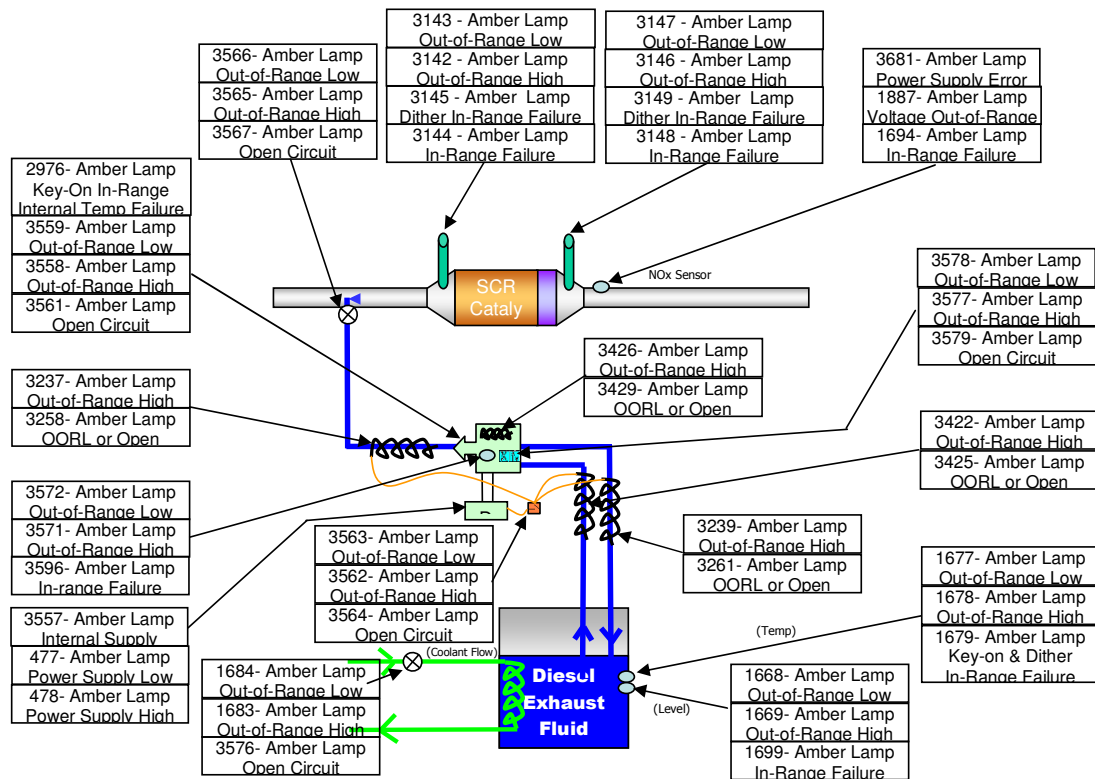 3566- Amber Lamp
Out-of-Range Low
3565- Amber Lamp
Out-of-Range High
3567- Amber Lamp
Open Circuit
3143 - Amber Lamp
Out-of-Range Low
3142 - Amber Lamp
Out-of-Range High
3145 - Amber Lamp
Dither In-Range Failure
3144 - Amber Lamp
In-Range Failure
3147 - Amber Lamp
Out-of-Range Low
3146 - Amber Lamp
Out-of-Range High
3149 - Amber Lamp
Dither In-Range Failure
3148 - Amber Lamp
In-Range Failure
3681 - Amber Lamp
Power Supply Error
1887 - Amber Lamp
Voltage Out-of-Range
1694 - Amber Lamp
In-Range Failure
2976- Amber Lamp
Key-On In-Range
Internal Temp Failure
3559- Amber Lamp
Out-of-Range Low
3558- Amber Lamp
Out-of-Range High
3561- Amber Lamp
Open Circuit
NOx Sensor
SCR
Cataly
3578- Amber Lamp
Out-of-Range Low
3577- Amber Lamp
Out-of-Range High
3579- Amber Lamp
Open Circuit
3426- Amber Lamp
Out-of-Range High
3429- Amber Lamp
OORL or Open
3237- Amber Lamp
Out-of-Range High
3258- Amber Lamp
OORL or Open
3422- Amber Lamp
Out-of-Range High
3425- Amber Lamp
OORL or Open
3572- Amber Lamp
Out-of-Range Low
3571- Amber Lamp
Out-of-Range High
3596- Amber Lamp
In-range Failure
3563- Amber Lamp
Out-of-Range Low
3562- Amber Lamp
Out-of-Range High
3564- Amber Lamp
Open Circuit
3239- Amber Lamp
Out-of-Range High
3261- Amber Lamp
OORL or Open
1677- Amber Lamp
Out-of-Range Low
1678- Amber Lamp
Out-of-Range High
1679- Amber Lamp
Key-on & Dither
In-Range Failure
3557- Amber Lamp
Internal Supply
477- Amber Lamp
Power Supply Low
478- Amber Lamp
Power Supply High
(Coolant Flow)
1684- Amber Lamp
Out-of-Range Low
1683- Amber Lamp
Out-of-Range High
3576- Amber Lamp
Open Circuit
Diesel
Exhaust
Fluid
(Temp)
(Level)
1668- Amber Lamp
Out-of-Range Low
1669- Amber Lamp
Out-of-Range High
1699- Amber Lamp
In-Range Failure